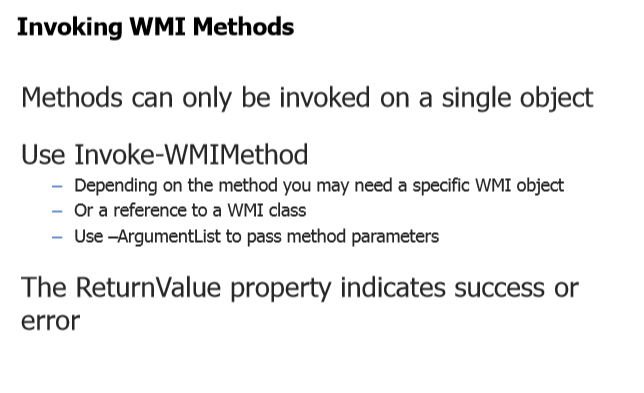 Invoking WMI Methods
Methods can only be invoked on a single object
Use Invoke-WMIMethod
– Depending on the method you may need a specific WMI object
– Or a reference to a WMI class
– Use –ArgumentList to pass method parameters
The ReturnValue property indicates success or
error